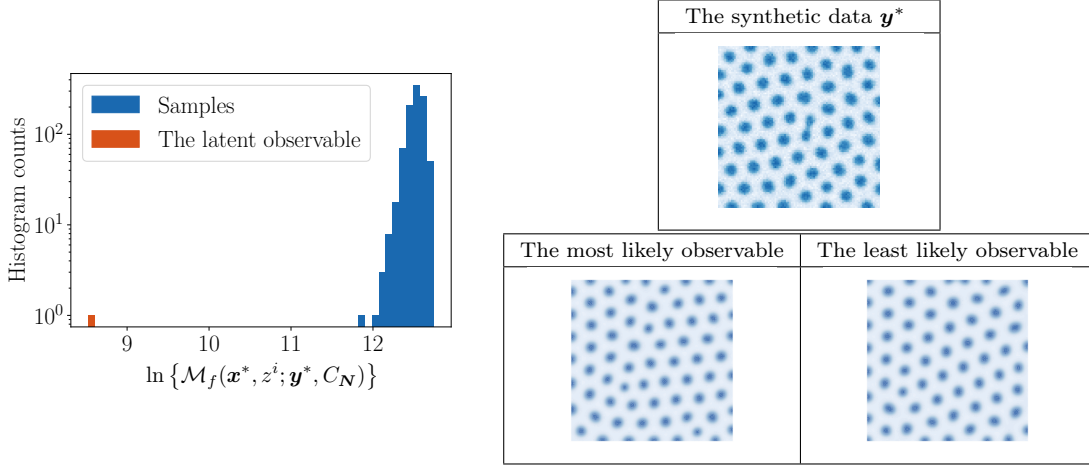 Histogram counts
10²
10¹
10⁰
Samples
The latent observable
9 10 11 12
ln {ℳ_f(𝒙*, zⁱ; 𝒚*, C_𝑵)}
The synthetic data 𝒚*
The most likely observable The least likely observable